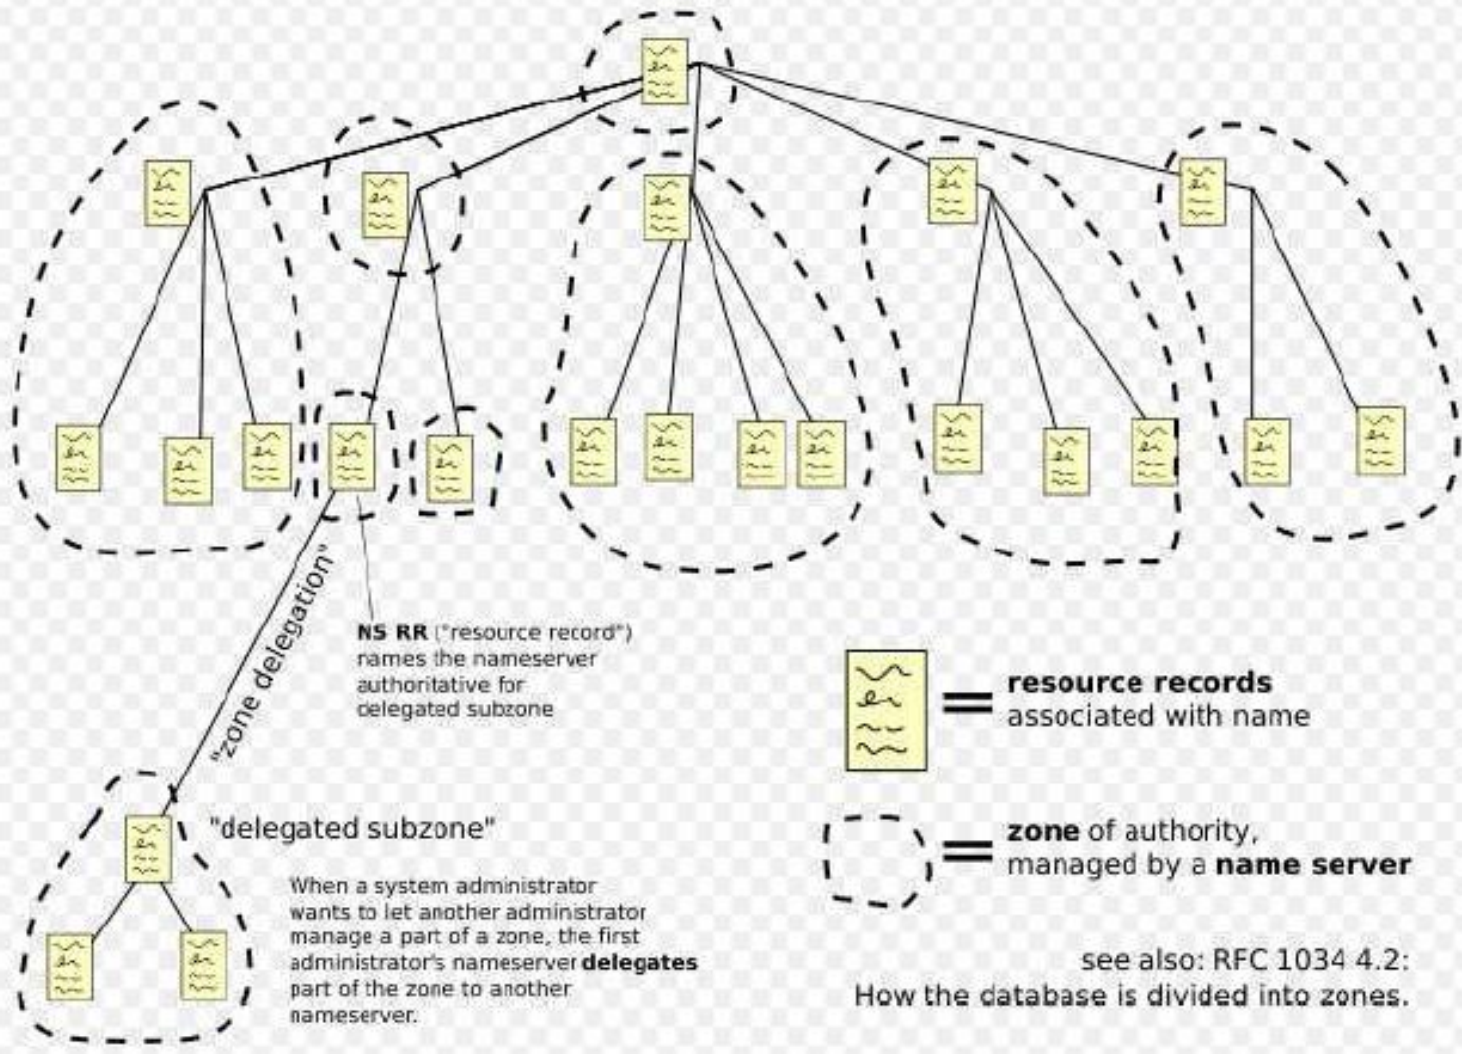 "zone delegation"
NS RR ("resource record")
names the nameserver
authoritative for
delegated subzone
resource records
associated with name
"delegated subzone"
zone of authority,
managed by a name server
When a system administrator
wants to let another administrator
manage a part of a zone, the first
administrator's nameserver delegates
part of the zone to another
nameserver.
see also: RFC 1034 4.2:
How the database is divided into zones.